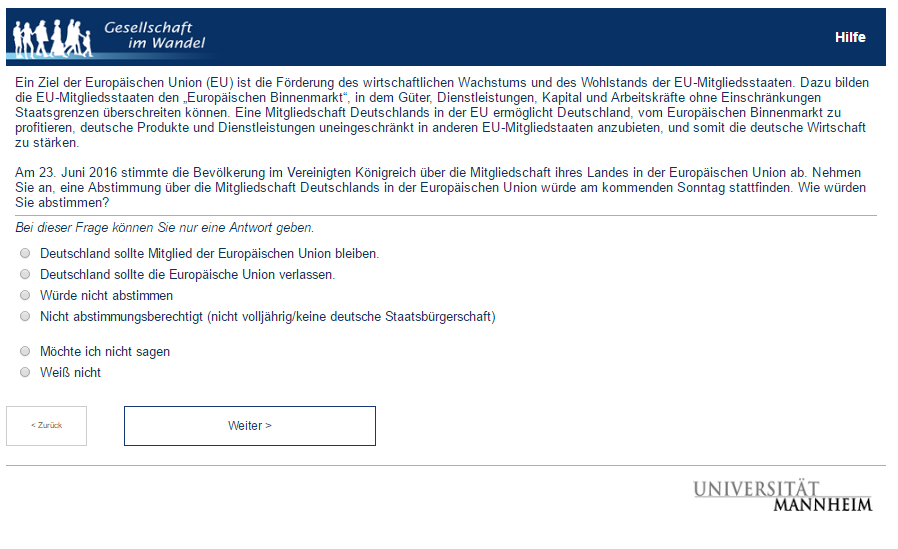 Gesellschaft
im Wandel
Hilfe
Ein Ziel der Europäischen Union (EU) ist die Förderung des wirtschaftlichen Wachstums und des Wohlstands der EU-Mitgliedsstaaten. Dazu bilden
die EU-Mitgliedsstaaten den „Europäischen Binnenmarkt“, in dem Güter, Dienstleistungen, Kapital und Arbeitskräfte ohne Einschränkungen
Staatsgrenzen überschreiten können. Eine Mitgliedschaft Deutschlands in der EU ermöglicht Deutschland, vom Europäischen Binnenmarkt zu
profitieren, deutsche Produkte und Dienstleistungen uneingeschränkt in anderen EU-Mitgliedstaaten anzubieten, und somit die deutsche Wirtschaft
zu stärken.
Am 23. Juni 2016 stimmte die Bevölkerung im Vereinigten Königreich über die Mitgliedschaft ihres Landes in der Europäischen Union ab. Nehmen
Sie an, eine Abstimmung über die Mitgliedschaft Deutschlands in der Europäischen Union würde am kommenden Sonntag stattfinden. Wie würden
Sie abstimmen?
Bei dieser Frage können Sie nur eine Antwort geben.
Deutschland sollte Mitglied der Europäischen Union bleiben.
Deutschland sollte die Europäische Union verlassen.
Würde nicht abstimmen
Nicht abstimmungsberechtigt (nicht volljährig/keine deutsche Staatsbürgerschaft)
Möchte ich nicht sagen
Weiß nicht
< Zurück
Weiter >
UNIVERSITÄT
MANNHEIM